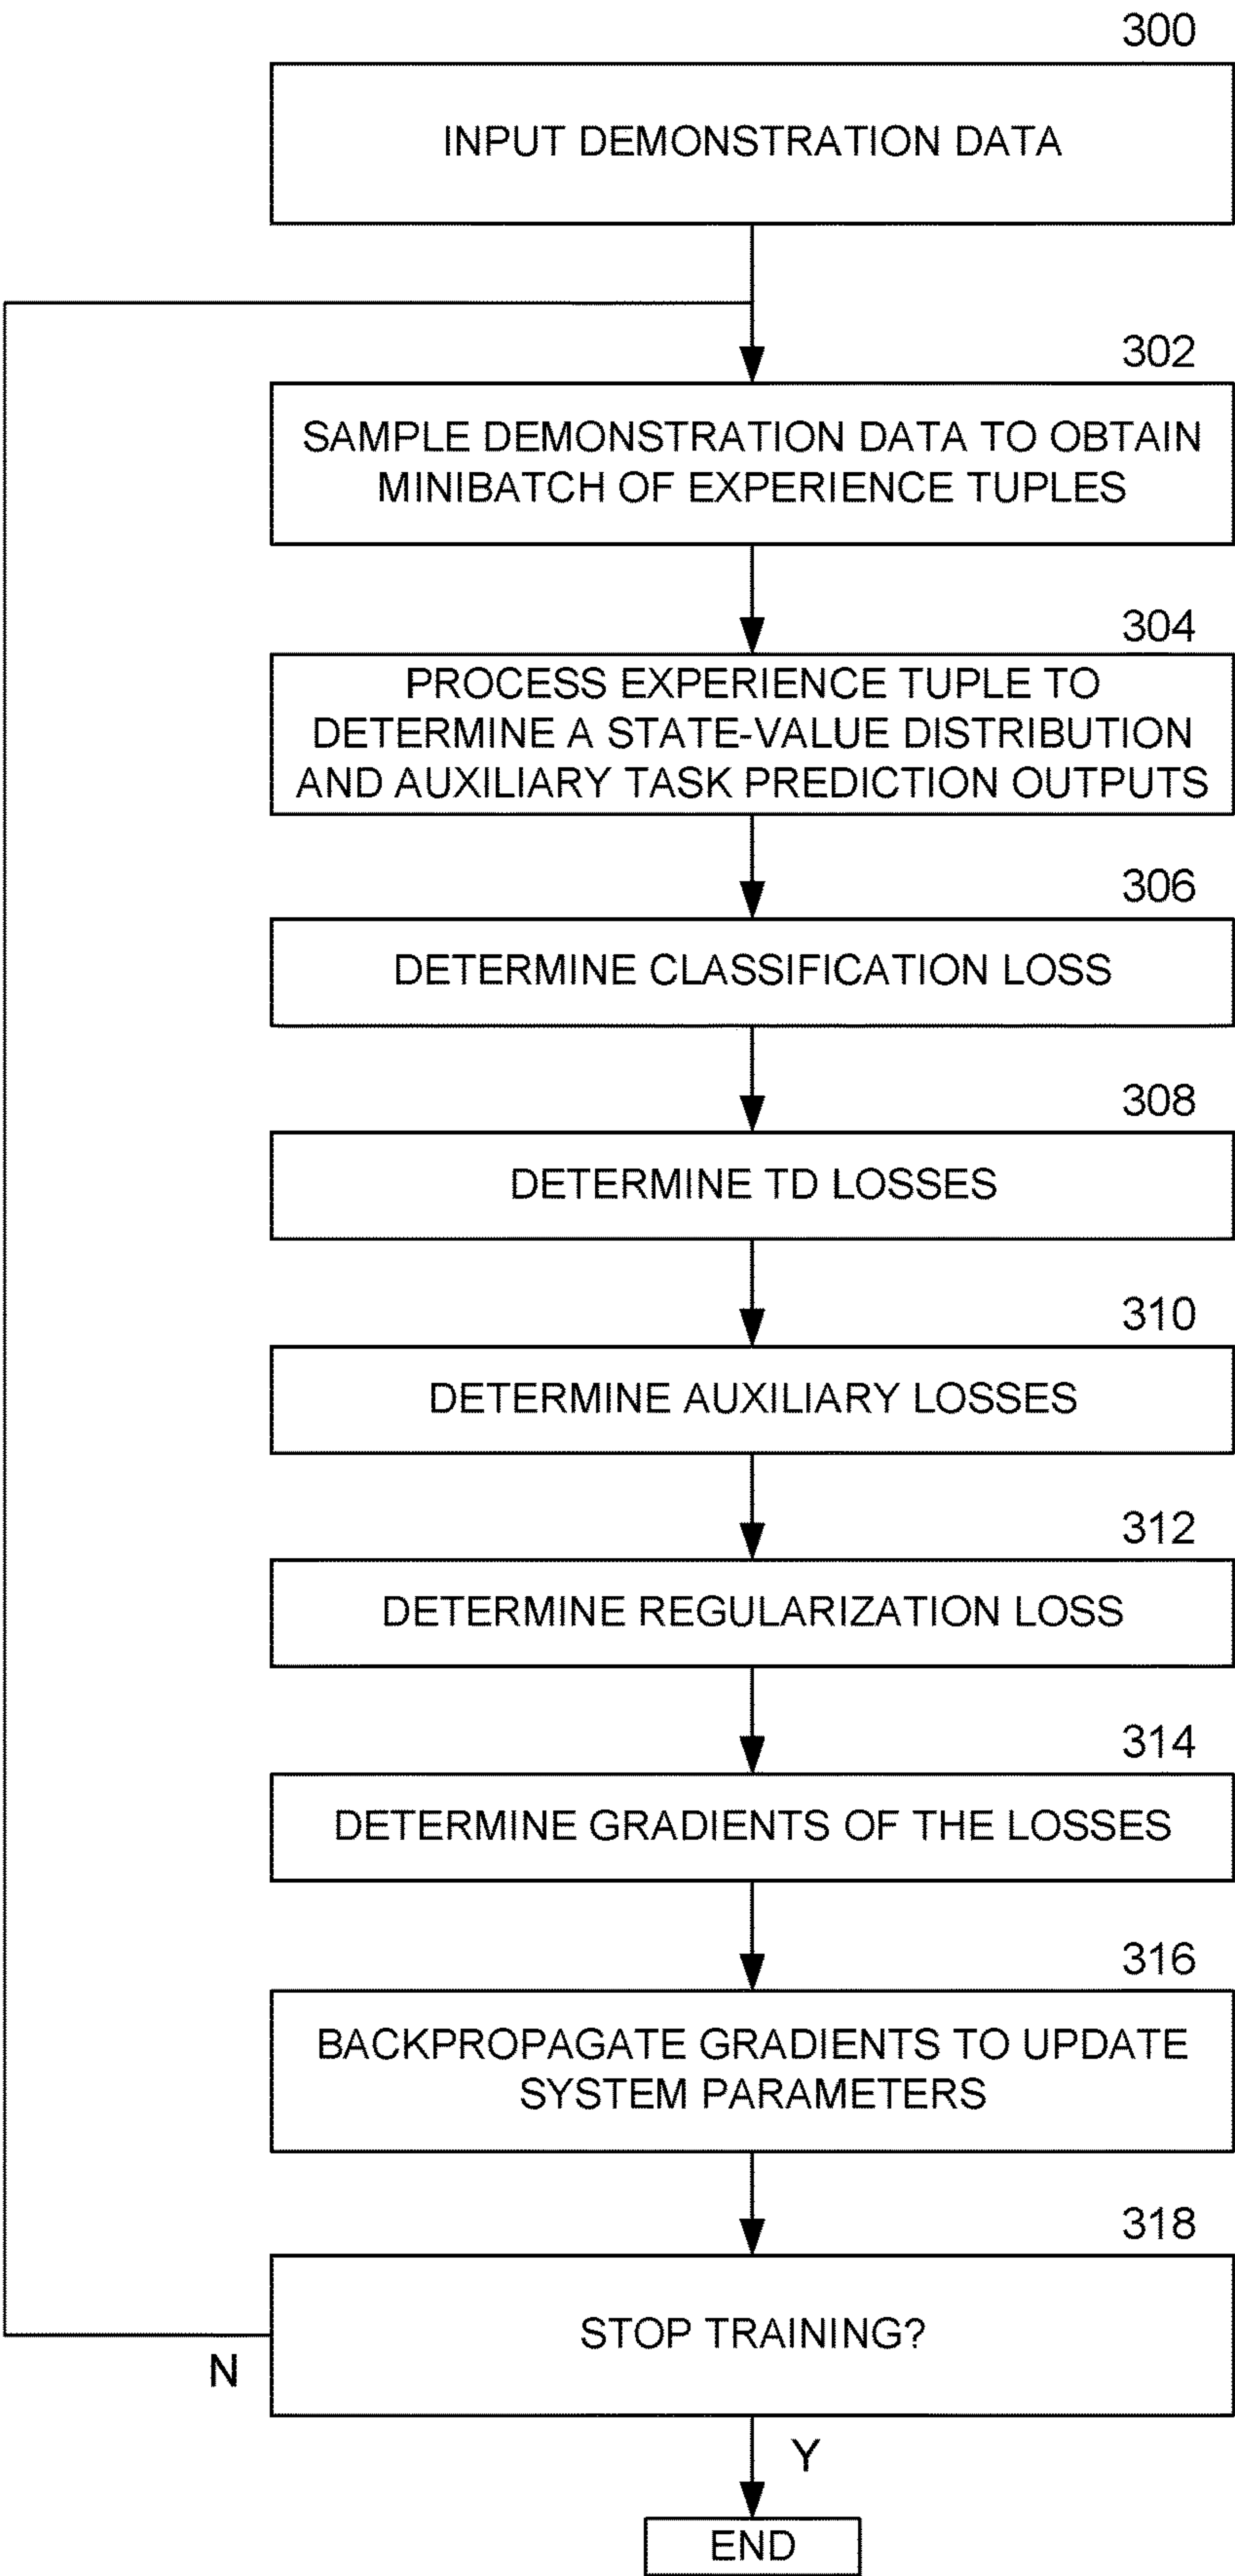 300
INPUT DEMONSTRATION DATA
302
SAMPLE DEMONSTRATION DATA TO OBTAIN
MINIBATCH OF EXPERIENCE TUPLES
304
PROCESS EXPERIENCE TUPLE TO
DETERMINE A STATE-VALUE DISTRIBUTION
AND AUXILIARY TASK PREDICTION OUTPUTS
306
DETERMINE CLASSIFICATION LOSS
308
DETERMINE TD LOSSES
310
DETERMINE AUXILIARY LOSSES
312
DETERMINE REGULARIZATION LOSS
314
DETERMINE GRADIENTS OF THE LOSSES
316
BACKPROPAGATE GRADIENTS TO UPDATE
SYSTEM PARAMETERS
318
STOP TRAINING?
N
Y
END